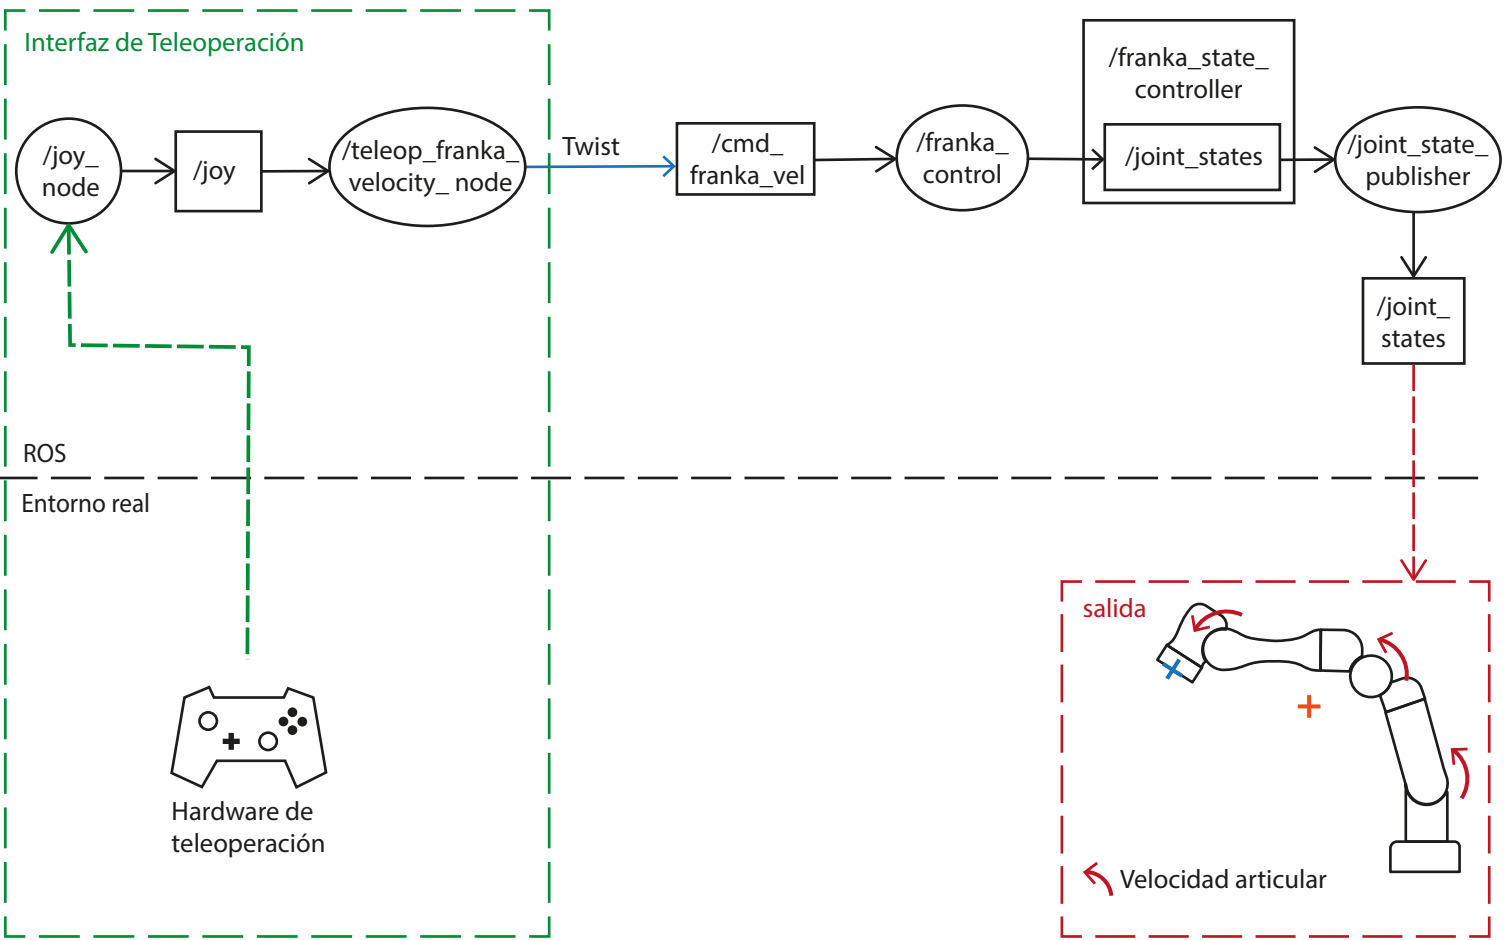 Interfaz de Teleoperación
/joy_
node
/joy
/teleop_franka_
velocity_ node
Twist
/cmd_
franka_vel
/franka_
control
/franka_state_
controller
/joint_states
/joint_state_
publisher
/joint_
states
ROS
Entorno real
Hardware de
teleoperación
salida
Velocidad articular